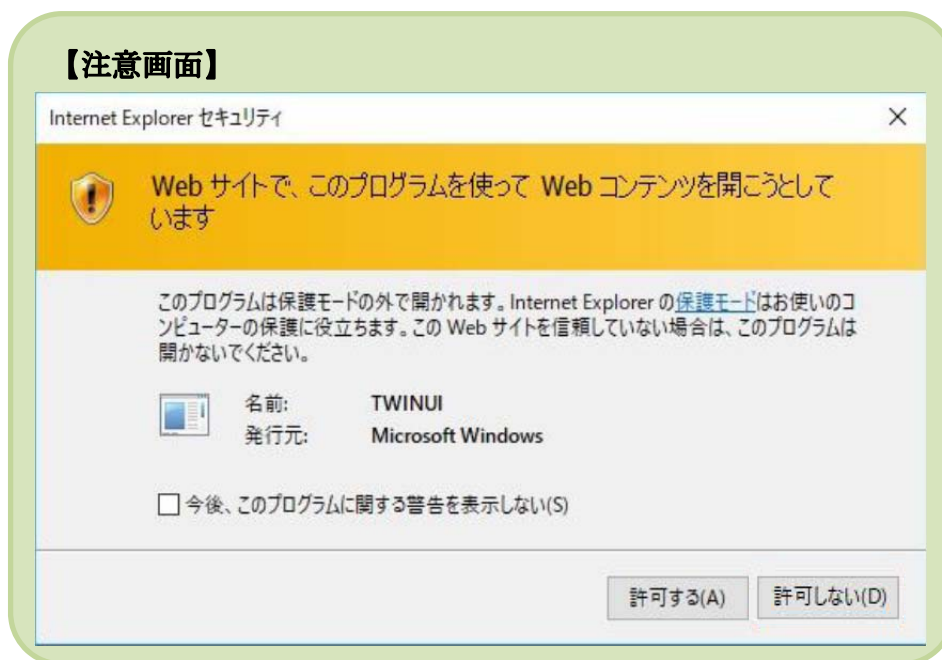 【注意画面】
Internet Explorer セキュリティ
Web サイトで、このプログラムを使って Web コンテンツを開こうとして
います
このプログラムは保護モードの外で開かれます。Internet Explorer の保護モードはお使いのコ
ンピューターの保護に役立ちます。この Web サイトを信頼していない場合は、このプログラムは
開かないでください。
名前: TWINUI
発行元: Microsoft Windows
今後、このプログラムに関する警告を表示しない(S)
許可する(A) 許可しない(D)